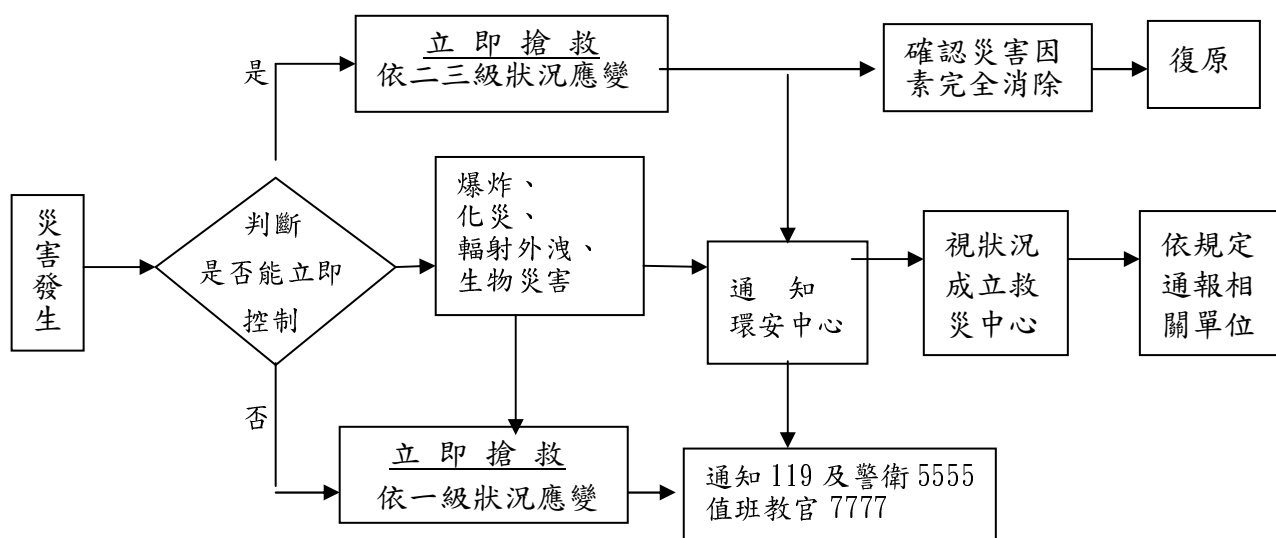 立即搶救
依二三級狀況應變
確認災害因
素完全消除
復原
是
災
害
發
生
判斷
是否能立即
控制
爆炸、
化災、
輻射外洩、
生物災害
通 知
環安中心
視狀況
成立救
災中心
依規定
通報相
關單位
否
立即搶救
依一級狀況應變
通知 119 及警衛 5555
值班教官 7777